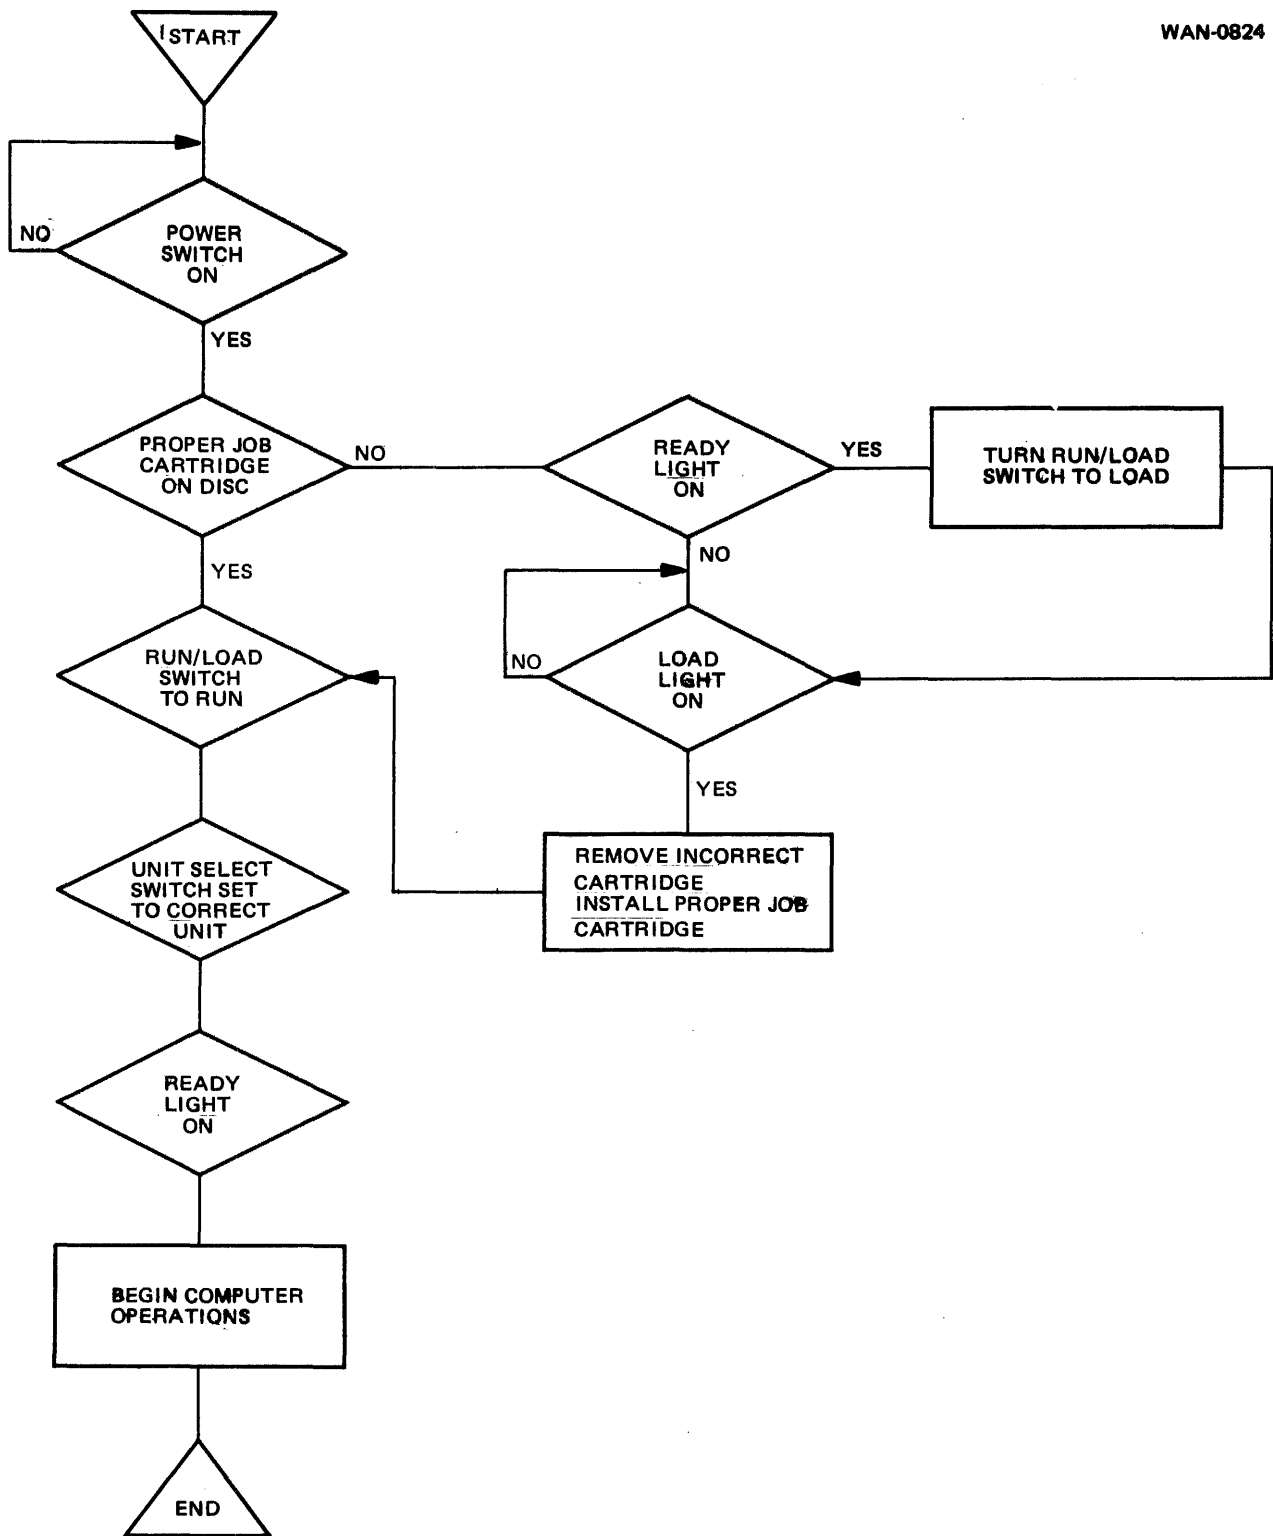 WAN-0824
START
NO
POWER
SWITCH
ON
YES
PROPER JOB
CARTRIDGE
ON DISC
NO
READY
LIGHT
ON
YES
TURN RUN/LOAD
SWITCH TO LOAD
YES
NO
RUN/LOAD
SWITCH
TO RUN
NO
LOAD
LIGHT
ON
YES
REMOVE INCORRECT
CARTRIDGE
INSTALL PROPER JOB
CARTRIDGE
UNIT SELECT
SWITCH SET
TO CORRECT
UNIT
READY
LIGHT
ON
BEGIN COMPUTER
OPERATIONS
END